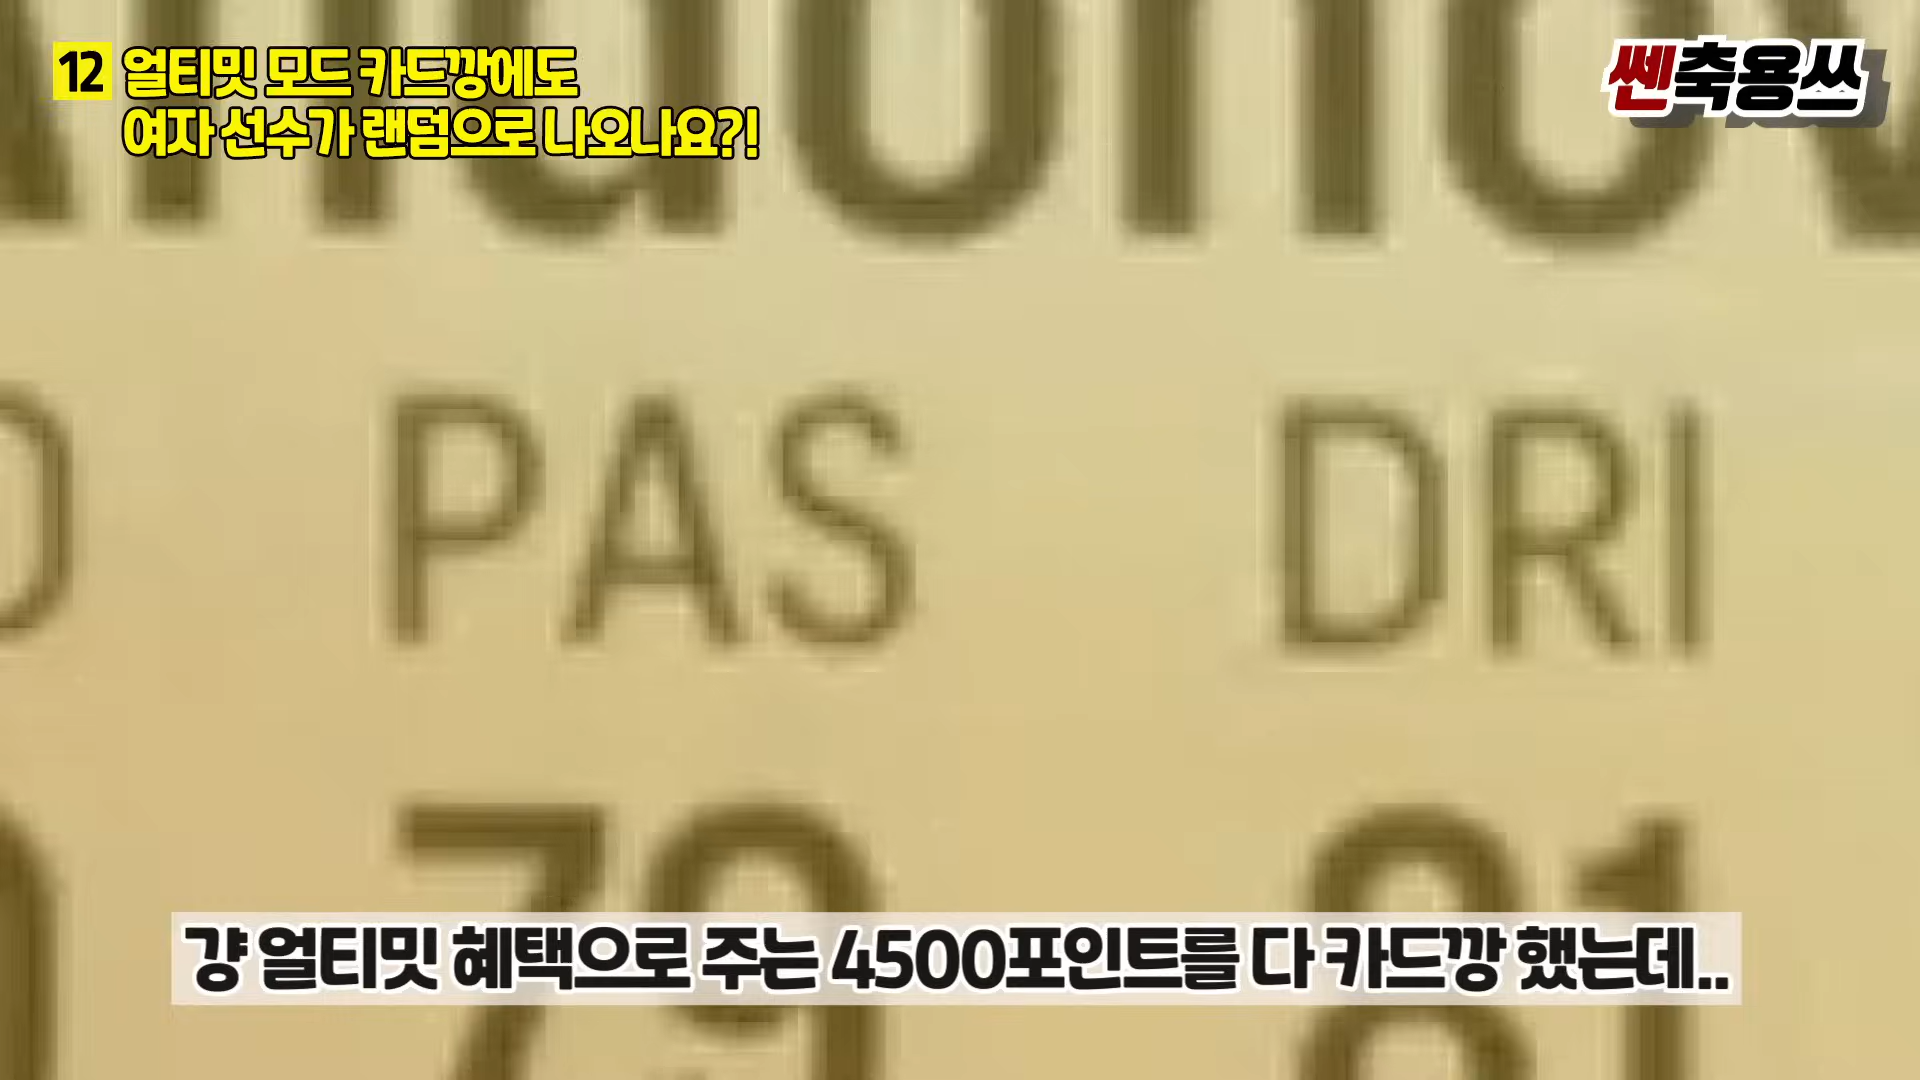 12 얼티밋 모드 카드깡에도
여자 선수가 랜덤으로 나오나요?!
쎈축용쓰
PAS DRI
79 81
걍 얼티밋 혜택으로 주는 4500포인트를 다 카드깡 했는데..